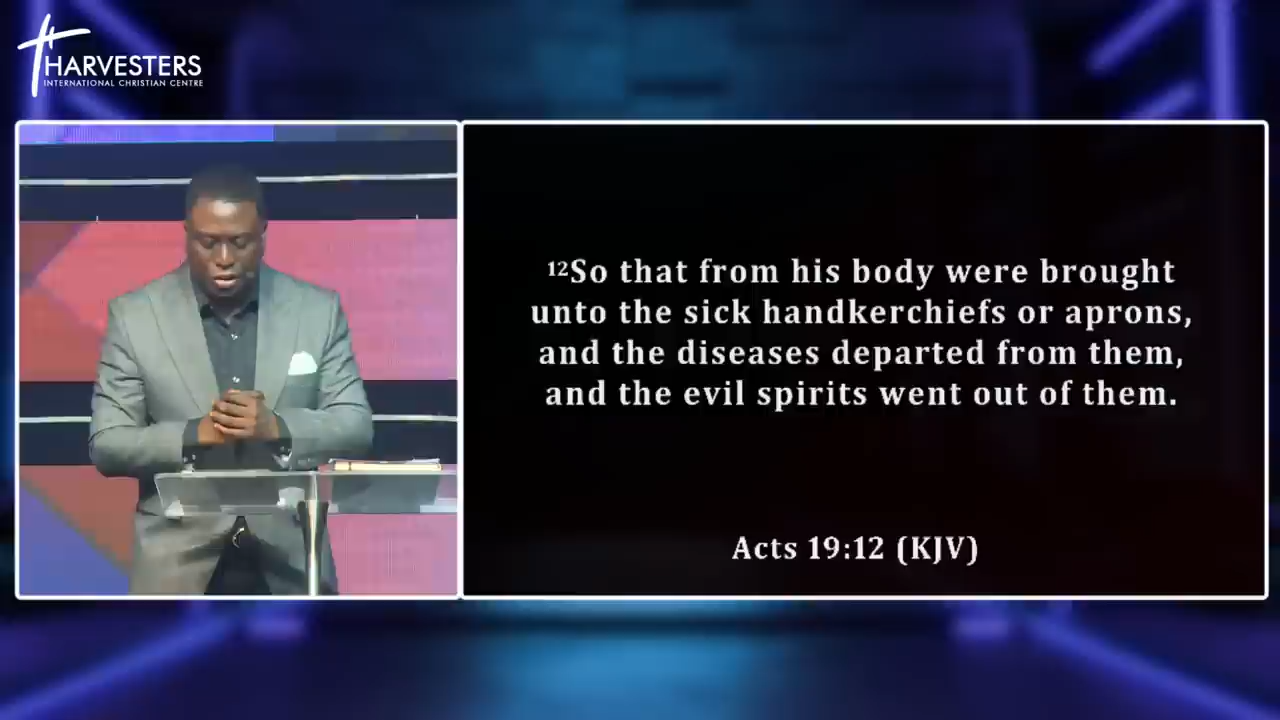 HARVESTERS
INTERNATIONAL CHRISTIAN CENTRE
¹²So that from his body were brought
unto the sick handkerchiefs or aprons,
and the diseases departed from them,
and the evil spirits went out of them.
Acts 19:12 (KJV)